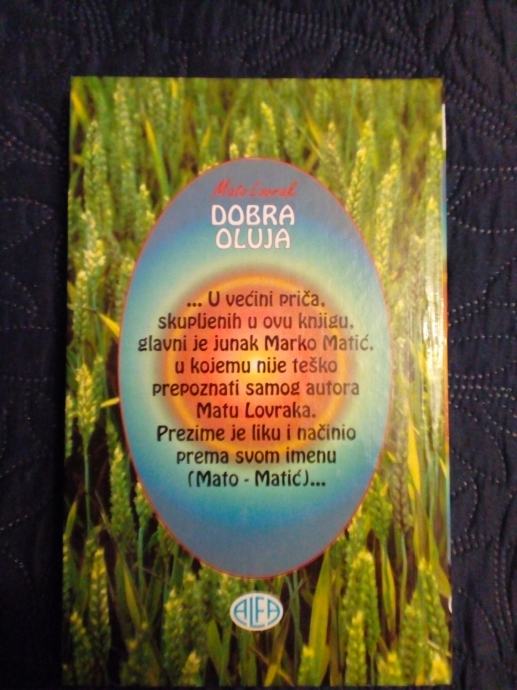 Mato Lovrak
DOBRA
OLUJA
... U većini priča,
skupljenih u ovu knjigu,
glavni je junak Marko Matić,
u kojemu nije teško
prepoznati samog autora
Matu Lovraka.
Prezime je liku i načinio
prema svom imenu
(Mato - Matić)...
ALFA